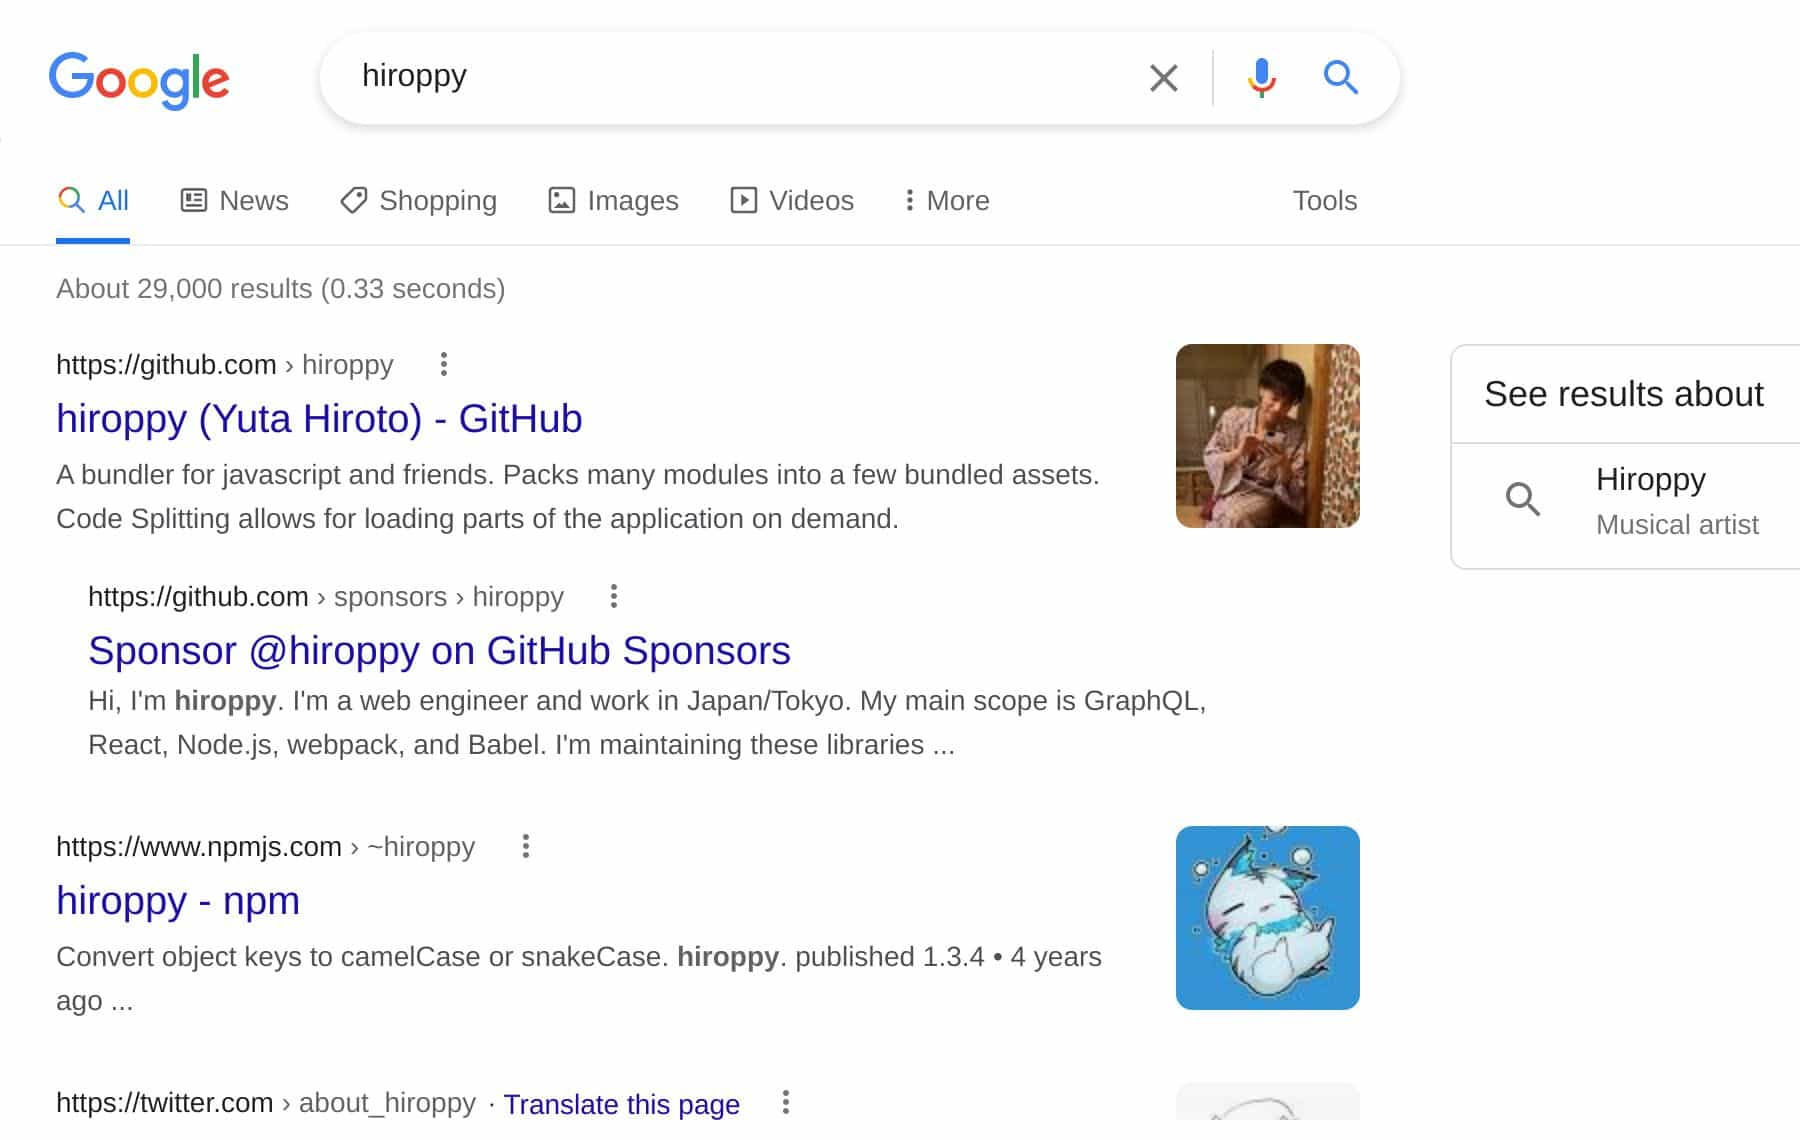 Google
hiroppy
All News Shopping Images Videos More Tools
About 29,000 results (0.33 seconds)
https://github.com › hiroppy
hiroppy (Yuta Hiroto) - GitHub
A bundler for javascript and friends. Packs many modules into a few bundled assets.
Code Splitting allows for loading parts of the application on demand.
https://github.com › sponsors › hiroppy
Sponsor @hiroppy on GitHub Sponsors
Hi, I'm hiroppy. I'm a web engineer and work in Japan/Tokyo. My main scope is GraphQL,
React, Node.js, webpack, and Babel. I'm maintaining these libraries ...
https://www.npmjs.com › ~hiroppy
hiroppy - npm
Convert object keys to camelCase or snakeCase. hiroppy. published 1.3.4 • 4 years
ago ...
https://twitter.com › about_hiroppy · Translate this page
See results about
Hiroppy
Musical artist